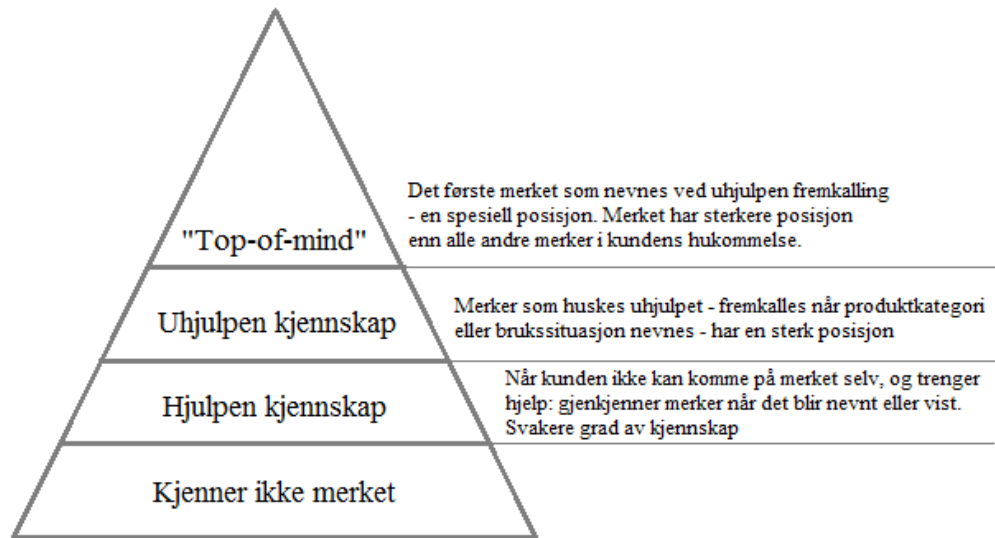 Det første merket som nevnes ved uhjulpen fremkalling
- en spesiell posisjon. Merket har sterkere posisjon
enn alle andre merker i kundens hukommelse.
"Top-of-mind"
Uhjulpen kjennskap
Merker som huskes uhjulpet - fremkalles når produktkategori
eller brukssituasjon nevnes - har en sterk posisjon
Hjulpen kjennskap
Når kunden ikke kan komme på merket selv, og trenger
hjelp: gjenkjenner merker når det blir nevnt eller vist.
Svakere grad av kjennskap
Kjenner ikke merket